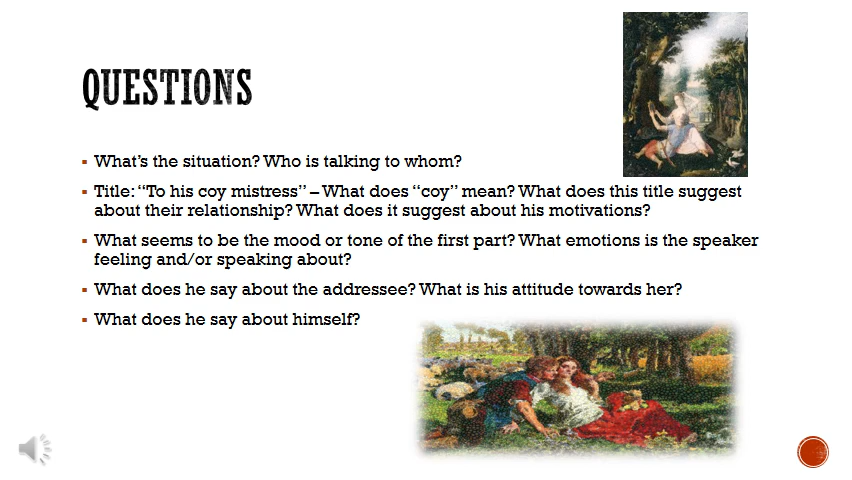 QUESTIONS
What's the situation? Who is talking to whom?
Title: “To his coy mistress” – What does “coy” mean? What does this title suggest
about their relationship? What does it suggest about his motivations?
What seems to be the mood or tone of the first part? What emotions is the speaker
feeling and/or speaking about?
What does he say about the addressee? What is his attitude towards her?
What does he say about himself?